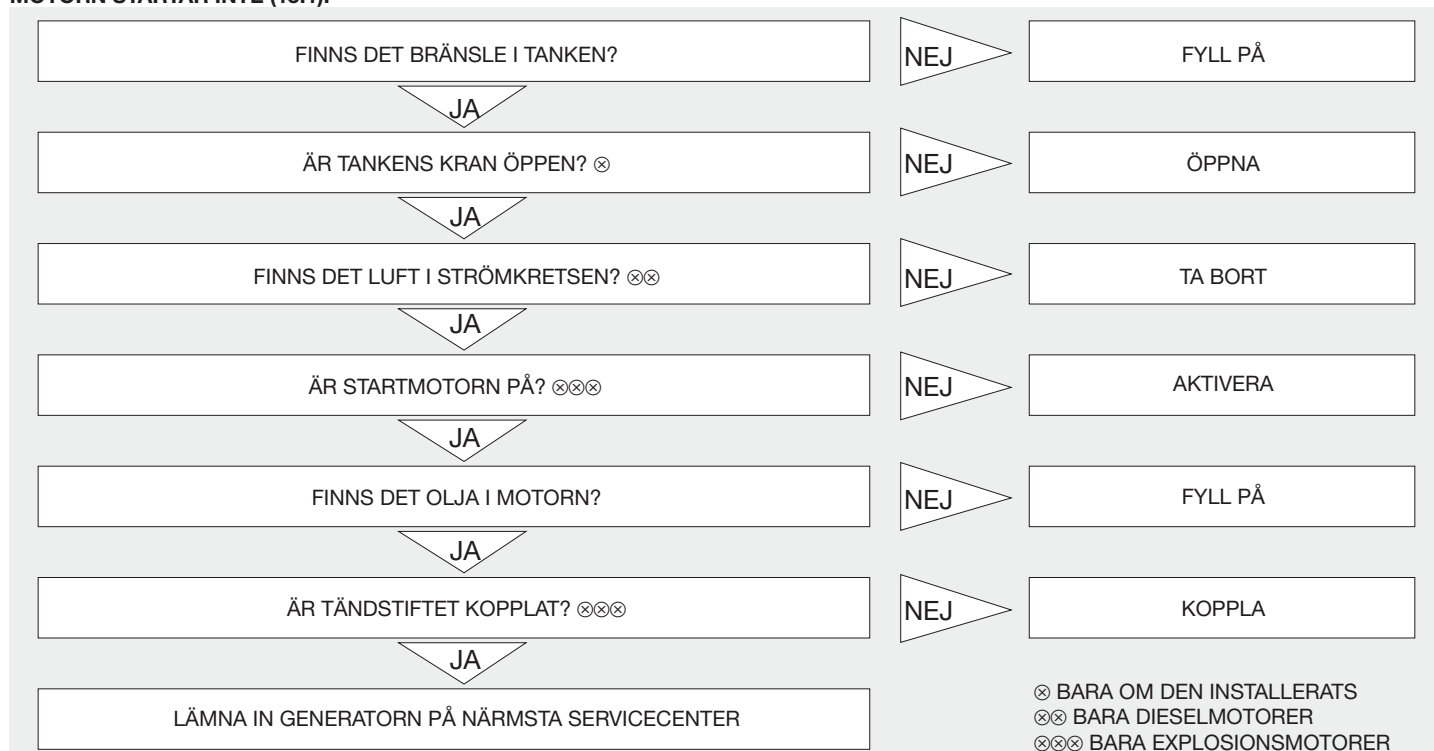 FINNS DET BRÄNSLE I TANKEN?
NEJ
FYLL PÅ
JA
ÄR TANKENS KRAN ÖPPEN? ⊗
NEJ
ÖPPNA
JA
FINNS DET LUFT I STRÖMKRETSEN? ⊗⊗
NEJ
TA BORT
JA
ÄR STARTMOTORN PÅ? ⊗⊗⊗
NEJ
AKTIVERA
JA
FINNS DET OLJA I MOTORN?
NEJ
FYLL PÅ
JA
ÄR TÄNDSTIFTET KOPPLAT? ⊗⊗⊗
NEJ
KOPPLA
JA
LÄMNA IN GENERATORN PÅ NÄRMSTA SERVICECENTER
⊗ BARA OM DEN INSTALLERATS
⊗⊗ BARA DIESELMOTORER
⊗⊗⊗ BARA EXPLOSIONSMOTORER